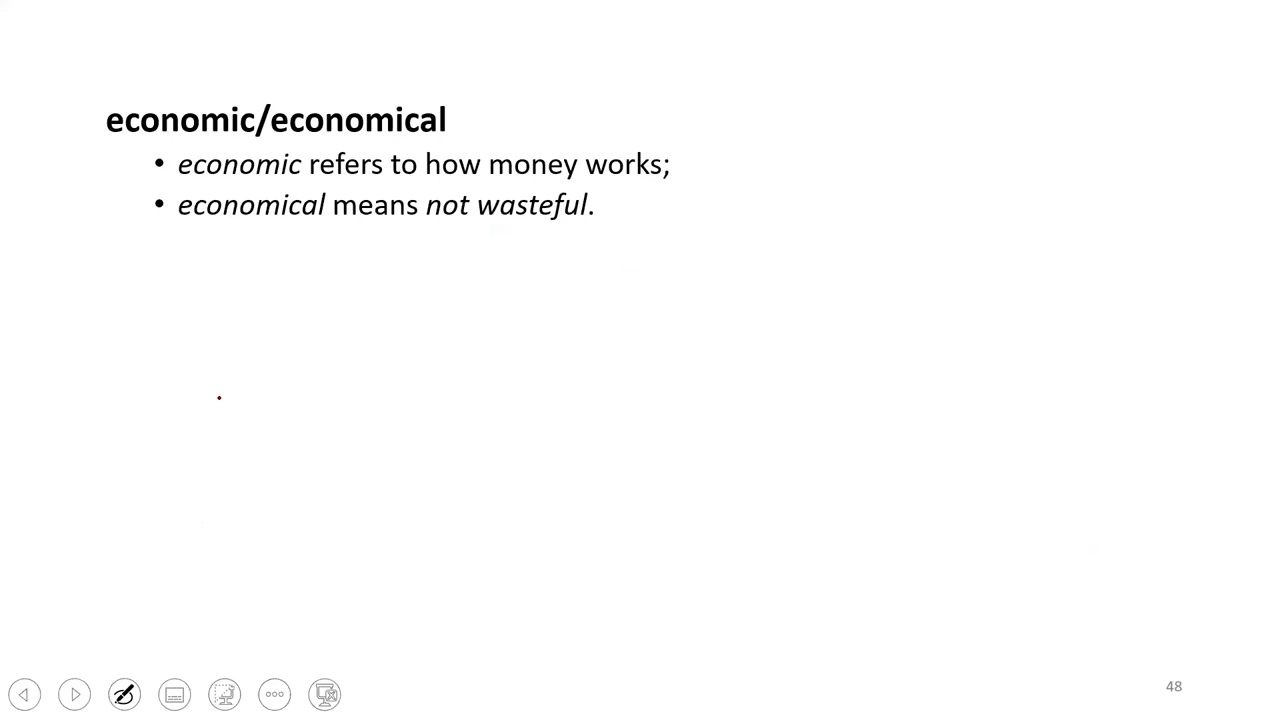 economic/economical
• economic refers to how money works;
• economical means not wasteful.
48